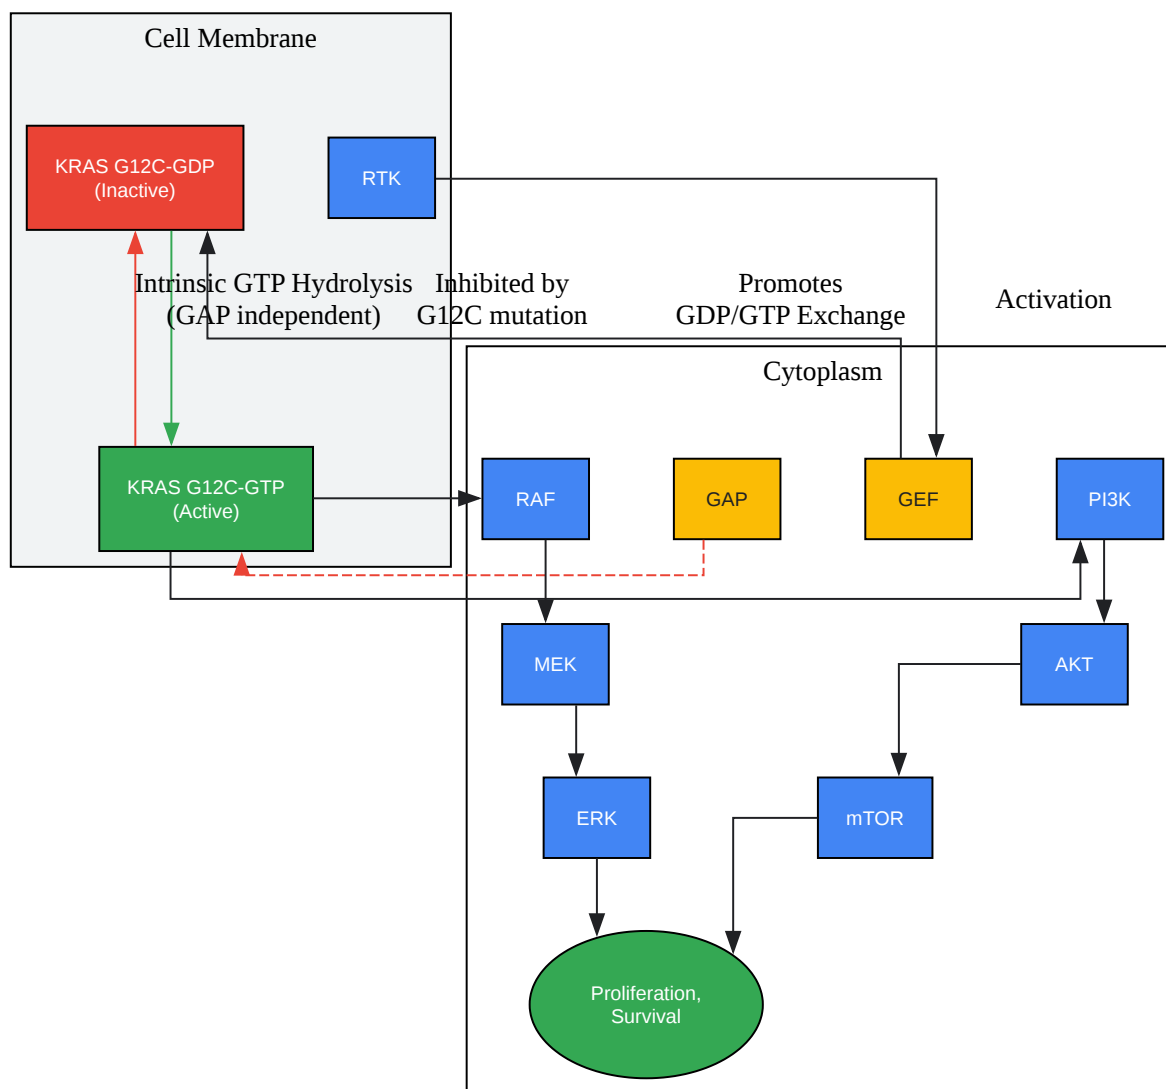 Cell Membrane
KRAS G12C-GDP
(Inactive)
RTK
Intrinsic GTP Hydrolysis
(GAP independent)
Inhibited by
G12C mutation
Promotes
GDP/GTP Exchange
Activation
Cytoplasm
KRAS G12C-GTP
(Active)
RAF
GAP
GEF
PI3K
MEK
AKT
ERK
mTOR
Proliferation,
Survival